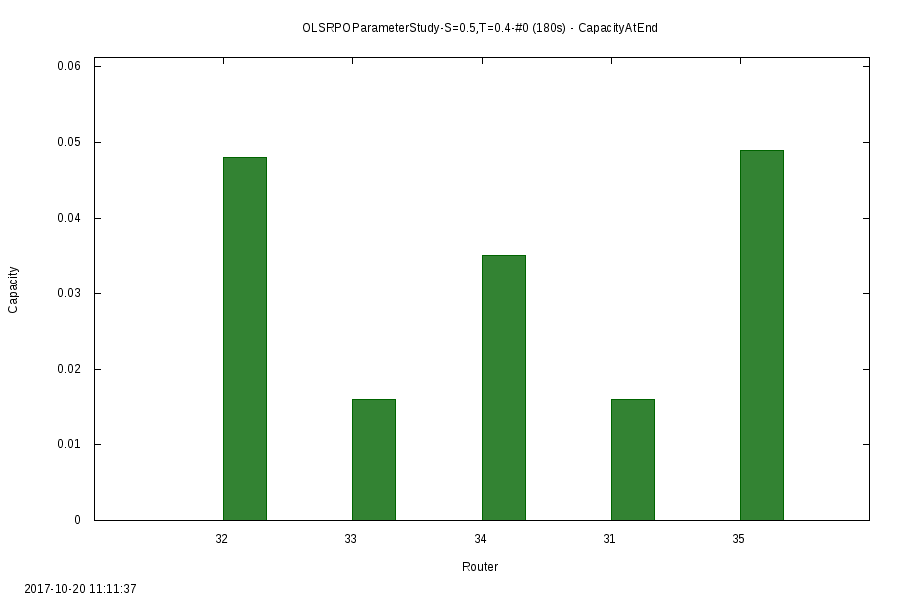 OLSRPOParameterStudy-S=0.5,T=0.4-#0 (180s) - CapacityAtEnd
0.06
0.05
0.04
0.03
0.02
0.01
0
Capacity
32 33 34 31 35
Router
2017-10-20 11:11:37